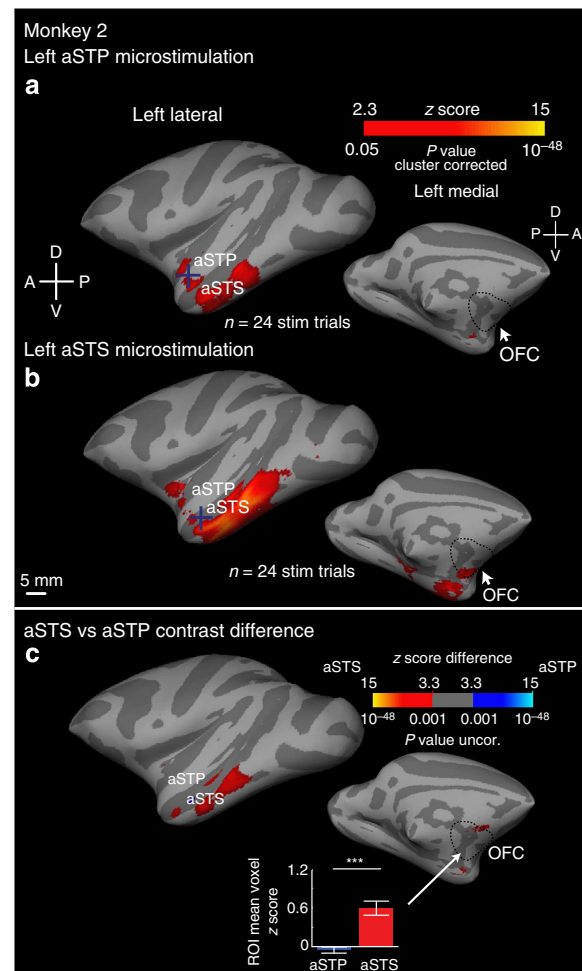 Monkey 2
Left aSTP microstimulation
a
Left lateral
2.3 z score 15
0.05 P value 10⁻⁴⁸
cluster corrected
Left medial
D
A P
V
D
P A
V
aSTP
aSTS
n = 24 stim trials
OFC
Left aSTS microstimulation
b
aSTP
aSTS
n = 24 stim trials
OFC
5 mm
aSTS vs aSTP contrast difference
c
aSTS z score difference aSTP
15 3.3 3.3 15
10⁻⁴⁸ 0.001 0.001 10⁻⁴⁸
P value uncor.
aSTP
aSTS
OFC
ROI mean voxel
z score
1.2
0.6
0
***
aSTP aSTS